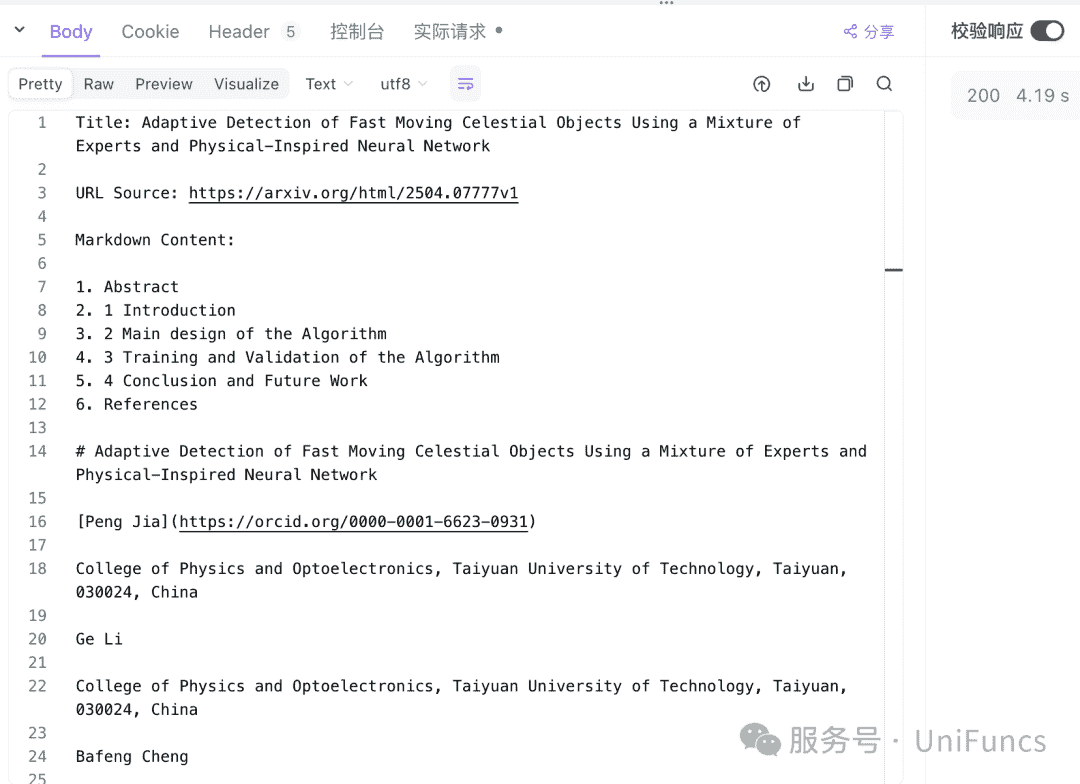 Body Cookie Header 5 控制台 实际请求 分享 校验响应
Pretty Raw Preview Visualize Text utf8
200 4.19 s
1 Title: Adaptive Detection of Fast Moving Celestial Objects Using a Mixture of
Experts and Physical-Inspired Neural Network
2
3 URL Source: https://arxiv.org/html/2504.07777v1
4
5 Markdown Content:
6
7 1. Abstract
8 2. 1 Introduction
9 3. 2 Main design of the Algorithm
10 4. 3 Training and Validation of the Algorithm
11 5. 4 Conclusion and Future Work
12 6. References
13
14 # Adaptive Detection of Fast Moving Celestial Objects Using a Mixture of Experts and
Physical-Inspired Neural Network
15
16 [Peng Jia](https://orcid.org/0000-0001-6623-0931)
17
18 College of Physics and Optoelectronics, Taiyuan University of Technology, Taiyuan,
030024, China
19
20 Ge Li
21
22 College of Physics and Optoelectronics, Taiyuan University of Technology, Taiyuan,
030024, China
23
24 Bafeng Cheng
25
服务号 · UniFuncs